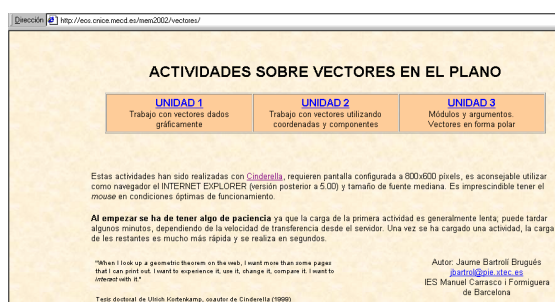 Dirección http://eos.cnice.mecd.es/mem2002/vectores/
ACTIVIDADES SOBRE VECTORES EN EL PLANO
UNIDAD 1
Trabajo con vectores dados
gráficamente
UNIDAD 2
Trabajo con vectores utilizando
coordenadas y componentes
UNIDAD 3
Módulos y argumentos.
Vectores en forma polar
Estas actividades han sido realizadas con Cinderella, requieren pantalla configurada a 800x600 píxels, es aconsejable utilizar
como navegador el INTERNET EXPLORER (versión posterior a 5.00) y tamaño de fuente mediana. Es imprescindible tener el
mouse en condiciones óptimas de funcionamiento.
Al empezar se ha de tener algo de paciencia ya que la carga de la primera actividad es generalmente lenta; puede tardar
algunos minutos, dependiendo de la velocidad de transferencia desde el servidor. Una vez se ha cargado una actividad, la carga
de les restantes es mucho más rápida y se realiza en segundos.
"When I look up a geometric theorem on the web, I want more than some pages
that I can print out. I want to experience it, use it, change it, compare it. I want to
interact with it."
Tesis doctoral de Ulrich Kortenkamp, coautor de Cinderella (1999)
Autor: Jaume Bartrolí Brugués
jbartrol@pie.xtec.es
IES Manuel Carrasco i Formiguera
de Barcelona